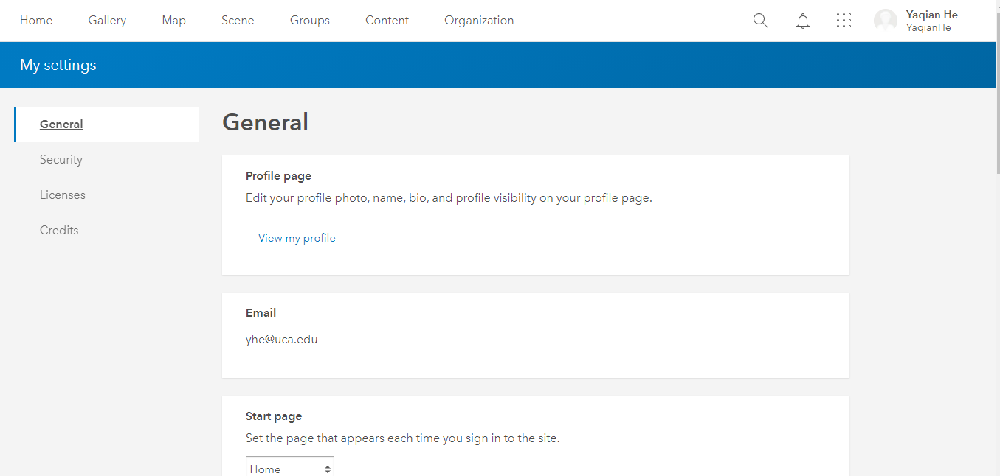 Home Gallery Map Scene Groups Content Organization
Yaqian He
YaqianHe
My settings
General
Security
Licenses
Credits
General
Profile page
Edit your profile photo, name, bio, and profile visibility on your profile page.
View my profile
Email
yhe@uca.edu
Start page
Set the page that appears each time you sign in to the site.
Home